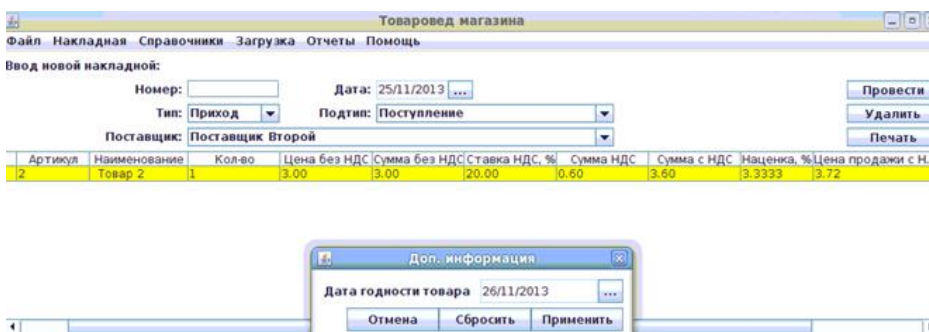 Товаровед магазина
Файл Накладная Справочники Загрузка Отчеты Помощь
Ввод новой накладной:
Номер: Дата: 25/11/2013 ... Провести
Тип: Приход Подтип: Поступление Удалить
Поставщик: Поставщик Второй Печать
Артикул Наименование Кол-во Цена без НДС Сумма без НДС Ставка НДС, % Сумма НДС Сумма с НДС Наценка, % Цена продажи с Н.
2 Товар 2 1 3.00 3.00 20.00 0.60 3.60 3.3333 3.72
Доп. информация
Дата годности товара 26/11/2013 ...
Отмена Сбросить Применить